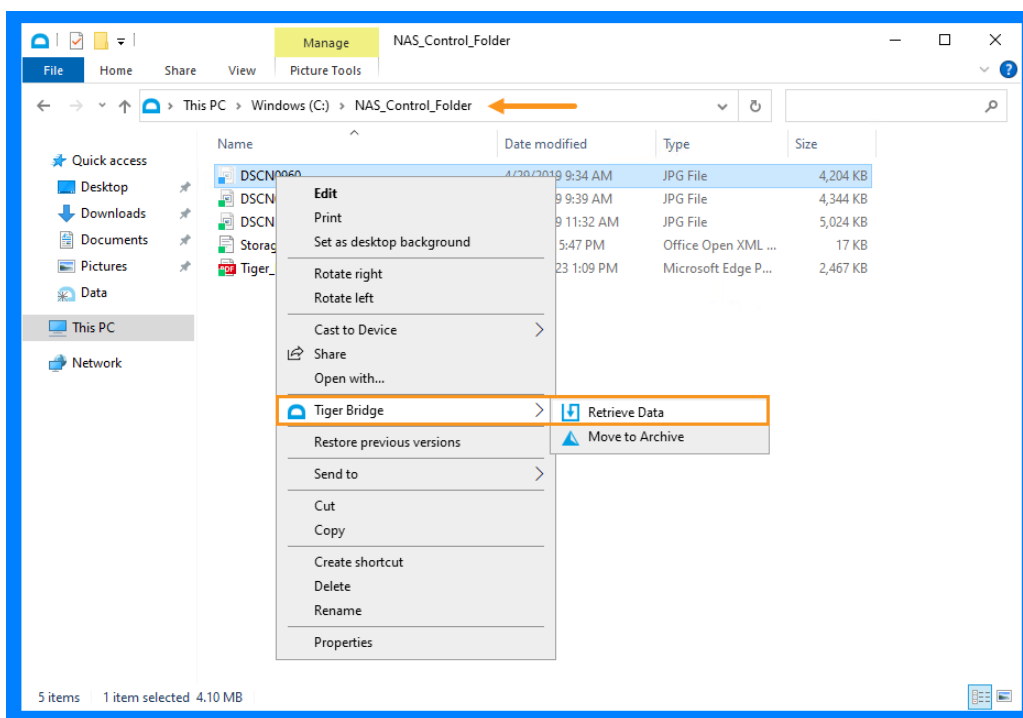 Manage NAS_Control_Folder
File Home Share View Picture Tools
This PC > Windows (C:) > NAS_Control_Folder
Name Date modified Type Size
Quick access
Desktop
Downloads
Documents
Pictures
Data
This PC
Network
DSCN0960 4/29/2019 9:34 AM JPG File 4,204 KB
DSCN 9:39 AM JPG File 4,344 KB
DSCN 11:32 AM JPG File 5,024 KB
Storag 5:47 PM Office Open XML ... 17 KB
PDF Tiger_ 23 1:09 PM Microsoft Edge P... 2,467 KB
Edit
Print
Set as desktop background
Rotate right
Rotate left
Cast to Device
Share
Open with...
Tiger Bridge
Retrieve Data
Move to Archive
Restore previous versions
Send to
Cut
Copy
Create shortcut
Delete
Rename
Properties
5 items 1 item selected 4.10 MB